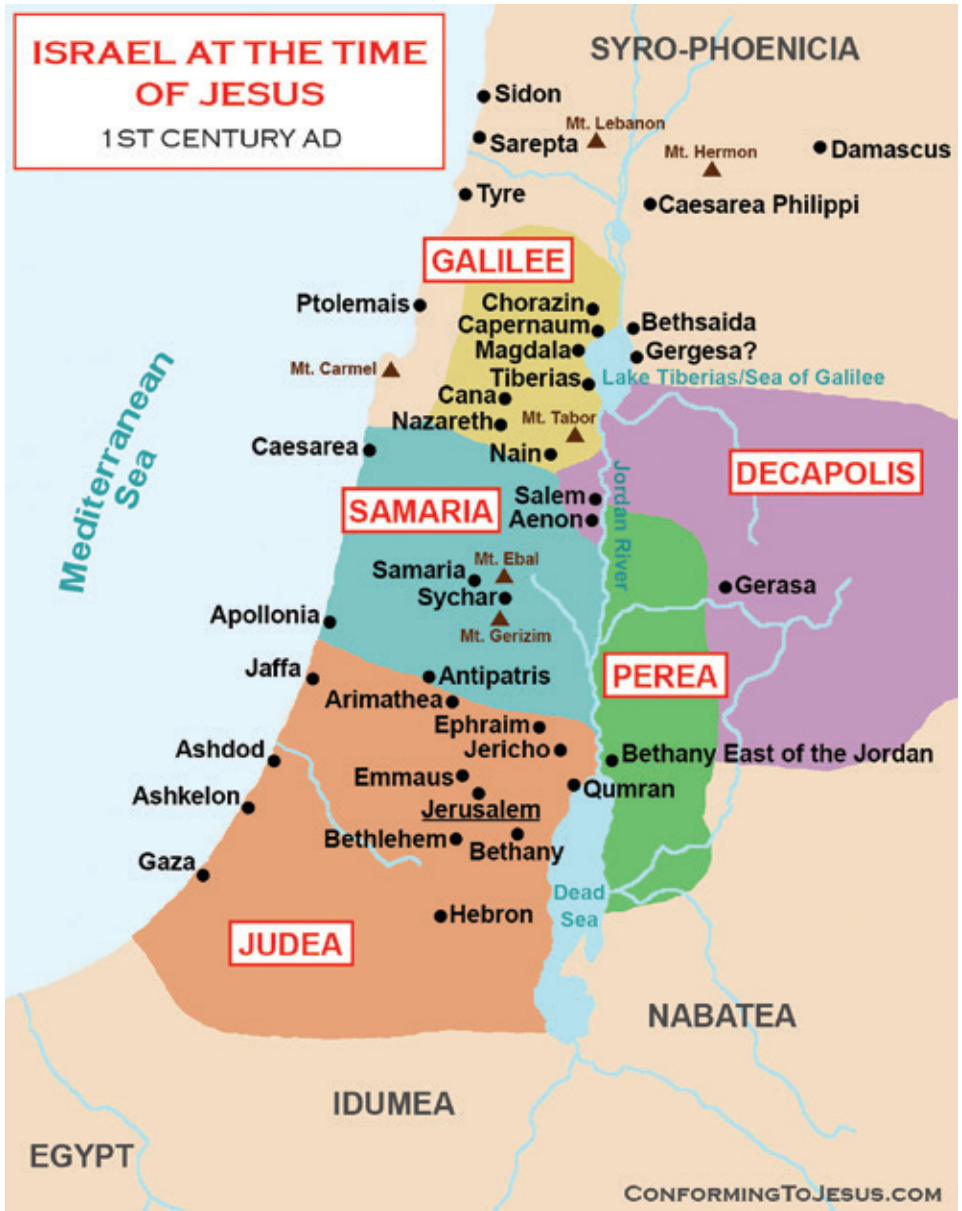 ISRAEL AT THE TIME
OF JESUS
1ST CENTURY AD
SYRO-PHOENICIA
Sidon
Mt. Lebanon
Sarepta
Mt. Hermon
Damascus
Tyre
Caesarea Philippi
GALILEE
Ptolemais
Chorazin
Capernaum
Bethsaida
Magdala
Gergesa?
Mt. Carmel
Tiberias
Lake Tiberias/Sea of Galilee
Cana
Nazareth
Mt. Tabor
Caesarea
Nain
Mediterranean
Sea
DECAPOLIS
Jordan River
SAMARIA
Salem
Aenon
Mt. Ebal
Samaria
Sychar
Gerasa
Apollonia
Mt. Gerizim
Jaffa
Antipatris
PEREA
Arimathea
Ephraim
Ashdod
Jericho
Bethany East of the Jordan
Emmaus
Qumran
Ashkelon
Jerusalem
Bethlehem
Bethany
Gaza
Dead
Sea
Hebron
JUDEA
NABATEA
IDUMEA
EGYPT
CONFORMINGTOJESUS.COM